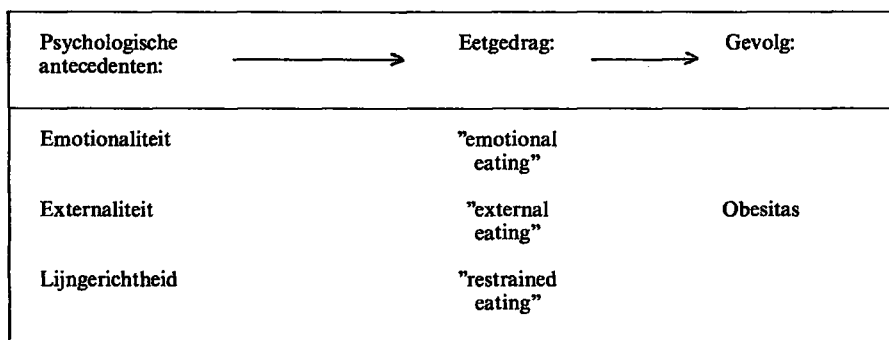 Psychologische Eetgedrag: Gevolg:
antecedenten:
Emotionaliteit ”emotional
eating”
Externaliteit ”external Obesitas
eating”
Lijngerichtheid ”restrained
eating”